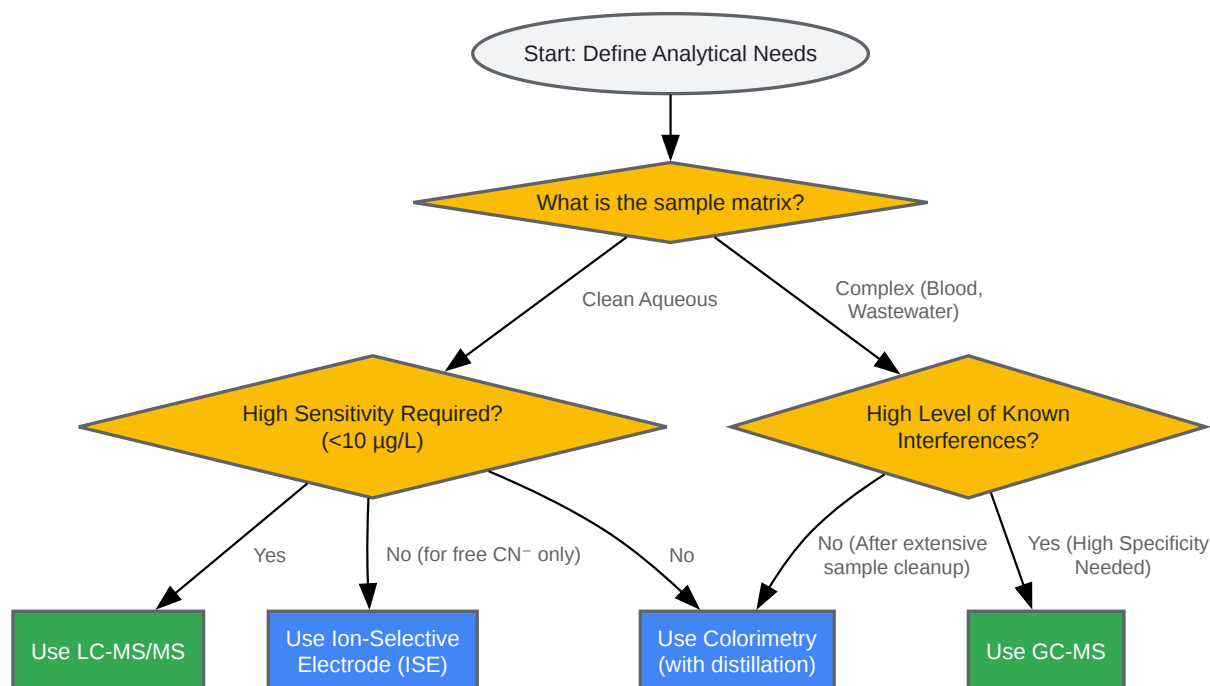 Start: Define Analytical Needs
What is the sample matrix?
Clean Aqueous
Complex (Blood,
Wastewater)
High Sensitivity Required?
(<10 µg/L)
High Level of Known
Interferences?
Yes
No (for free CN⁻ only)
No
No (After extensive
sample cleanup)
Yes (High Specificity
Needed)
Use LC-MS/MS
Use Ion-Selective
Electrode (ISE)
Use Colorimetry
(with distillation)
Use GC-MS